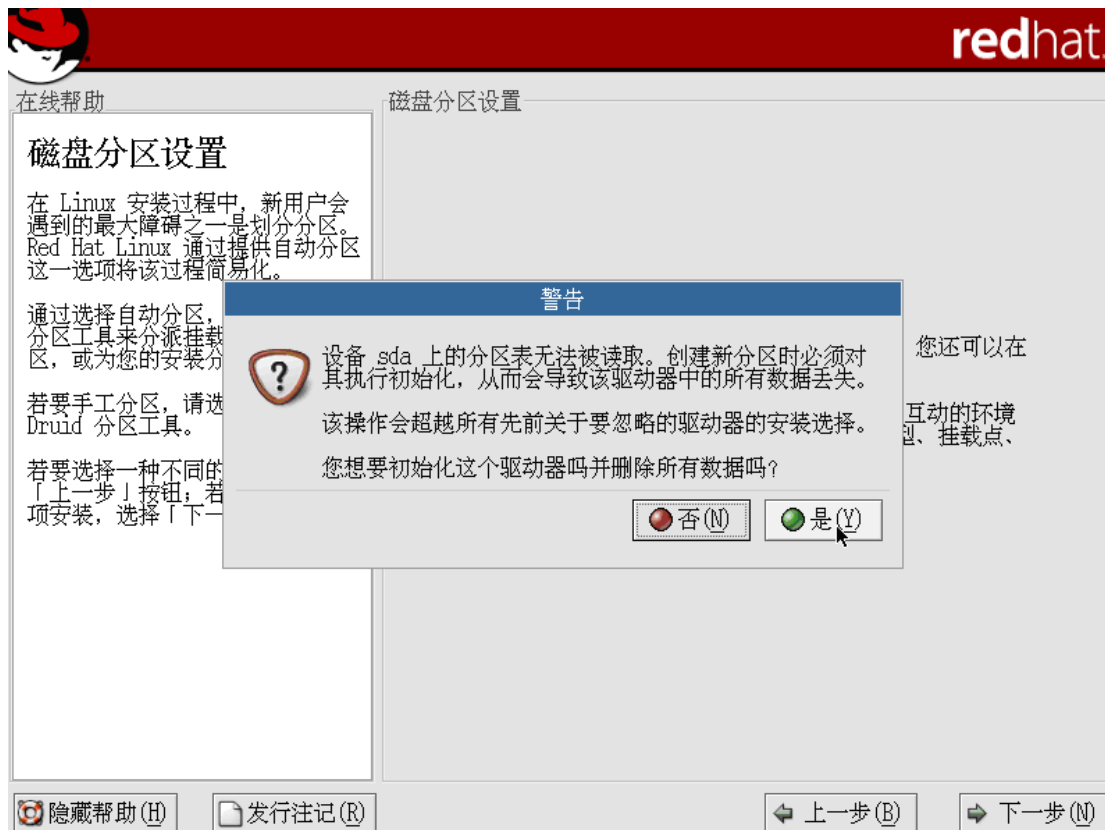 redhat.
在线帮助
磁盘分区设置
在 Linux 安装过程中, 新用户会
遇到的最大障碍之一是划分分区。
Red Hat Linux 通过提供自动分区
这一选项将该过程简易化。
通过选择自动分区,
分区工具来分派挂载
区, 或为您的安装分
若要手工分区, 请选
Druid 分区工具。
若要选择一种不同的
「上一步」按钮; 若
项安装, 选择「下一
磁盘分区设置
您还可以在
互动的环境
、挂载点、
警告
设备 sda 上的分区表无法被读取。创建新分区时必须对
其执行初始化, 从而会导致该驱动器中的所有数据丢失。
该操作会超越所有先前关于要忽略的驱动器的安装选择。
您想要初始化这个驱动器吗并删除所有数据吗?
否(N)
是(Y)
隐藏帮助(H)
发行注记(R)
上一步(B)
下一步(N)